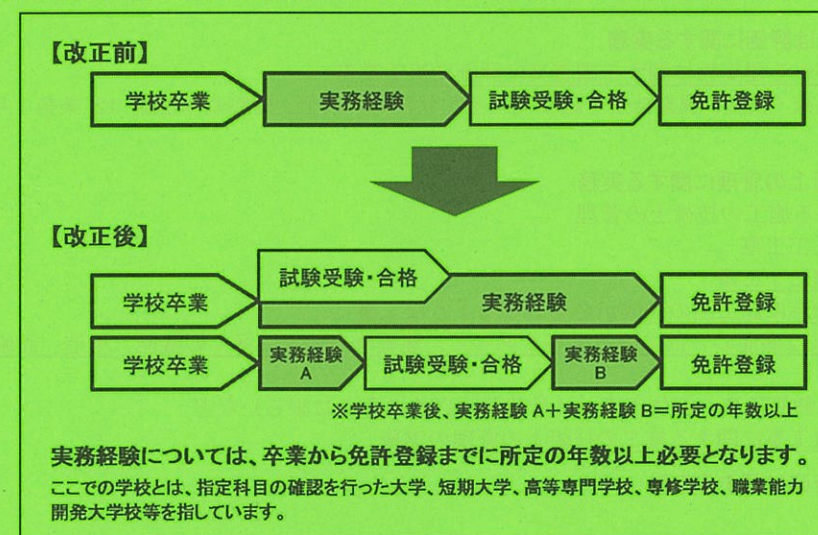 【改正前】
学校卒業 実務経験 試験受験・合格 免許登録
【改正後】
試験受験・合格
学校卒業 実務経験 免許登録
学校卒業 実務経験 A 試験受験・合格 実務経験 B 免許登録
※学校卒業後、実務経験 A+実務経験 B=所定の年数以上
実務経験については、卒業から免許登録までに所定の年数以上必要となります。
ここでの学校とは、指定科目の確認を行った大学、短期大学、高等専門学校、専修学校、職業能力
開発大学校等を指しています。